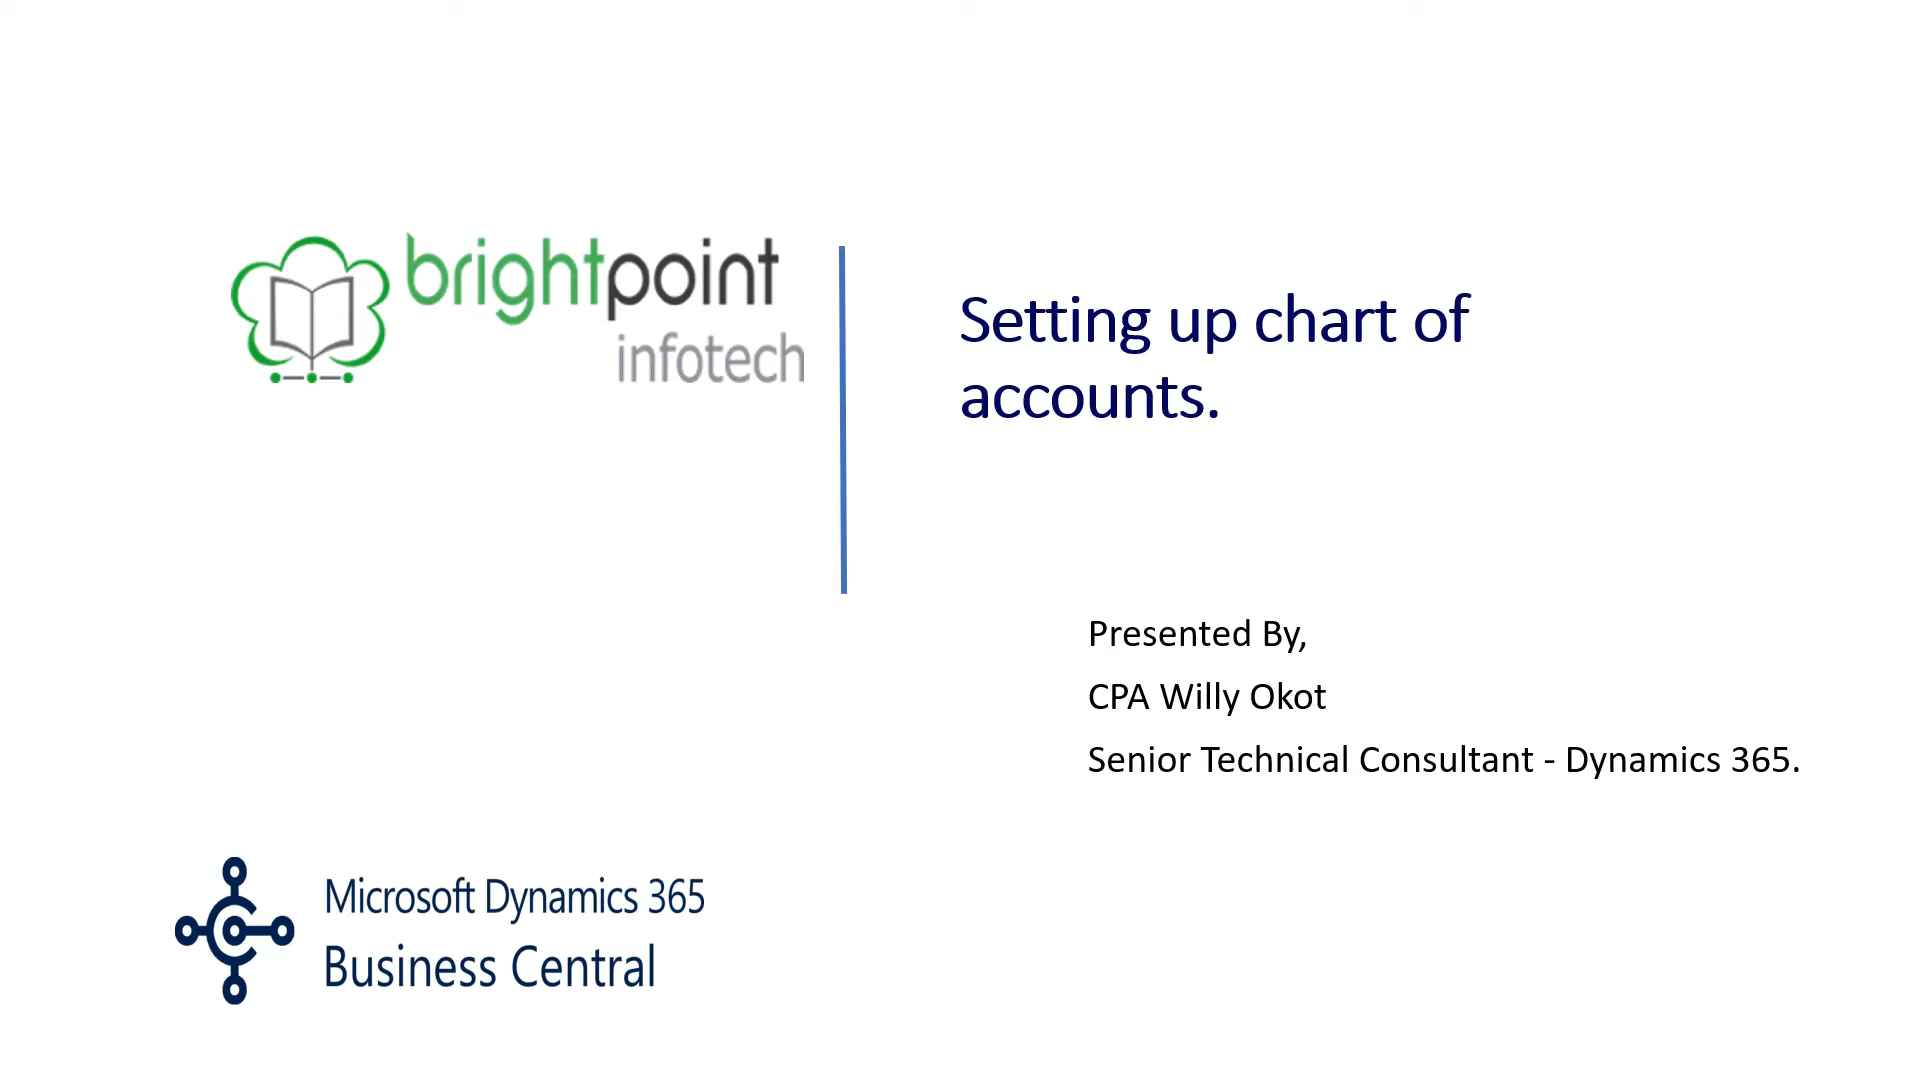 brightpoint
infotech
Setting up chart of
accounts.
Presented By,
CPA Willy Okot
Senior Technical Consultant - Dynamics 365.
Microsoft Dynamics 365
Business Central